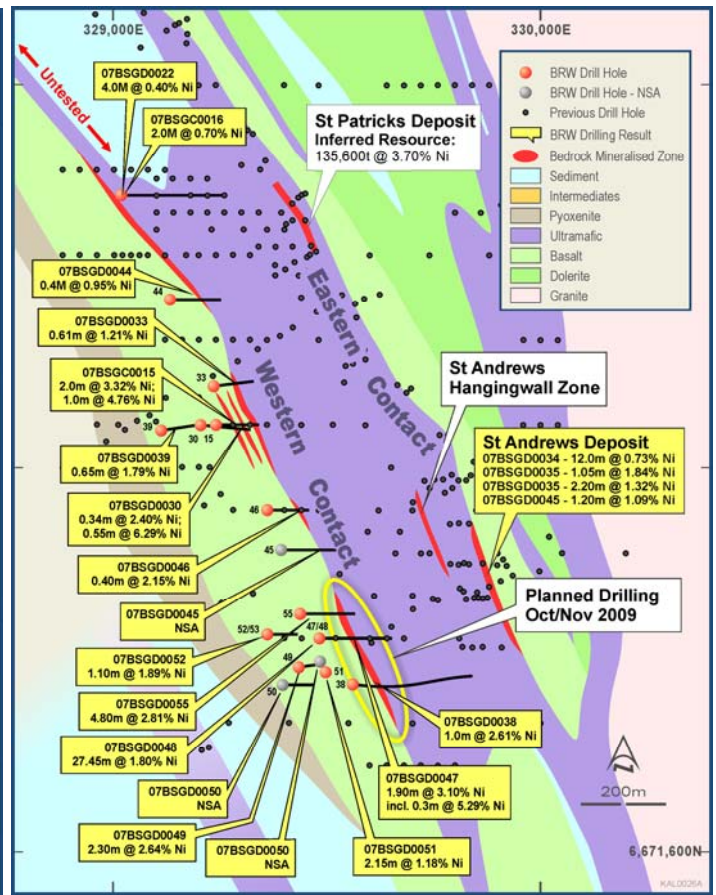 329,000E
330,000E
Untested
07BSGD0022
4.0M @ 0.40% Ni
07BSGC0016
2.0M @ 0.70% Ni
St Patricks Deposit
Inferred Resource:
135,600t @ 3.70% Ni
BRW Drill Hole
BRW Drill Hole - NSA
Previous Drill Hole
BRW Drilling Result
Bedrock Mineralised Zone
Sediment
Intermediates
Pyoxenite
Ultramafic
Basalt
Dolerite
Granite
07BSGD0044
0.4M @ 0.95% Ni
44
07BSGD0033
0.61m @ 1.21% Ni
33
Eastern Contact
Western Contact
07BSGC0015
2.0m @ 3.32% Ni;
1.0m @ 4.76% Ni
39
30
15
07BSGD0039
0.65m @ 1.79% Ni
St Andrews
Hangingwall Zone
St Andrews Deposit
07BSGD0034 - 12.0m @ 0.73% Ni
07BSGD0035 - 1.05m @ 1.84% Ni
07BSGD0035 - 2.20m @ 1.32% Ni
07BSGD0045 - 1.20m @ 1.09% Ni
07BSGD0030
0.34m @ 2.40% Ni;
0.55m @ 6.29% Ni
46
45
07BSGD0046
0.40m @ 2.15% Ni
07BSGD0045
NSA
Planned Drilling
Oct/Nov 2009
55
47/48
52/53
07BSGD0052
1.10m @ 1.89% Ni
49
51
50
38
07BSGD0055
4.80m @ 2.81% Ni
07BSGD0038
1.0m @ 2.61% Ni
07BSGD0048
27.45m @ 1.80% Ni
07BSGD0047
1.90m @ 3.10% Ni
incl. 0.3m @ 5.29% Ni
07BSGD0050
NSA
07BSGD0049
2.30m @ 2.64% Ni
07BSGD0050
NSA
07BSGD0051
2.15m @ 1.18% Ni
200m
6,671,600N
KAL0026A